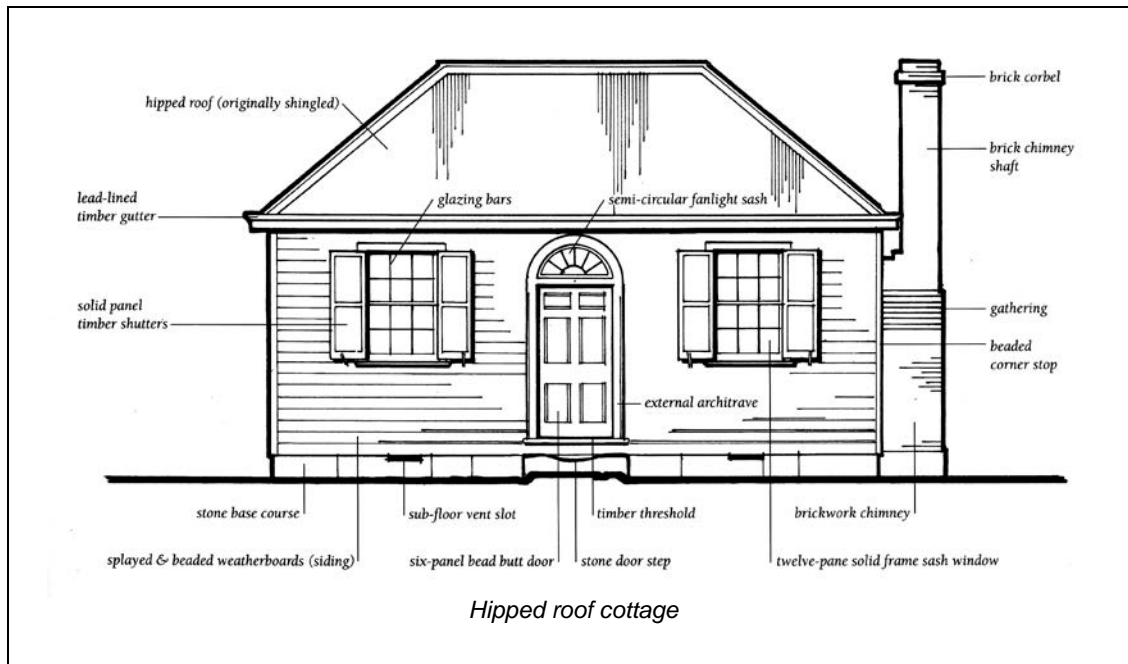 brick corbel
hipped roof (originally shingled)
brick chimney
shaft
lead-lined
timber gutter
glazing bars
semi-circular fanlight sash
solid panel
timber shutters
gathering
beaded
corner stop
external architrave
stone base course
sub-floor vent slot
timber threshold
brickwork chimney
splayed & beaded weatherboards (siding)
six-panel bead butt door
stone door step
twelve-pane solid frame sash window
Hipped roof cottage